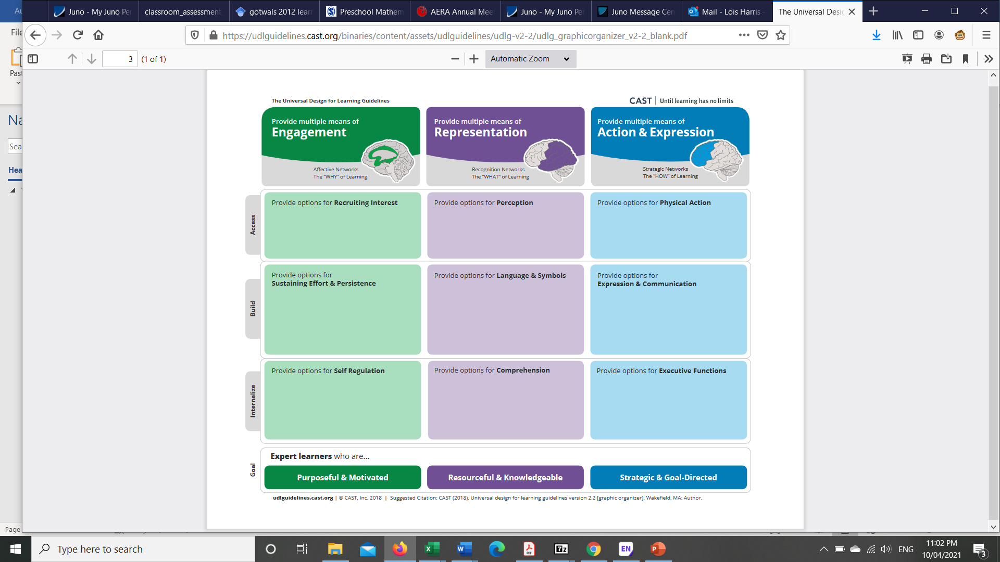 Au
Juno - My Juno Per
classroom_assessment
gotwals 2012 lear
Preschool Mathem
AERA Annual Mee
Juno - My Juno Per
Juno Message Cen
Mail - Lois Harris -
The Universal Desig
File
https://udlguidelines.cast.org/binaries/content/assets/udlguidelines/udlg-v2-2/udlg_graphicorganizer_v2-2_blank.pdf
3 (1 of 1)
Automatic Zoom
Past
Na
Sea
Hea
The Universal Design for Learning Guidelines
CAST | Until learning has no limits
Provide multiple means of
Engagement
Affective Networks
The "WHY" of Learning
Provide multiple means of
Representation
Recognition Networks
The "WHAT" of Learning
Provide multiple means of
Action & Expression
Strategic Networks
The "HOW" of Learning
Access
Provide options for Recruiting Interest
Provide options for Perception
Provide options for Physical Action
Build
Provide options for
Sustaining Effort & Persistence
Provide options for Language & Symbols
Provide options for
Expression & Communication
Internalize
Provide options for Self Regulation
Provide options for Comprehension
Provide options for Executive Functions
Goal
Expert learners who are...
Purposeful & Motivated
Resourceful & Knowledgeable
Strategic & Goal-Directed
udlguidelines.cast.org | © CAST, Inc. 2018 | Suggested Citation: CAST (2018). Universal design for learning guidelines version 2.2 [graphic organizer]. Wakefield, MA: Author.
Page
Type here to search
7z
EN
ENG
11:02 PM
10/04/2021
3